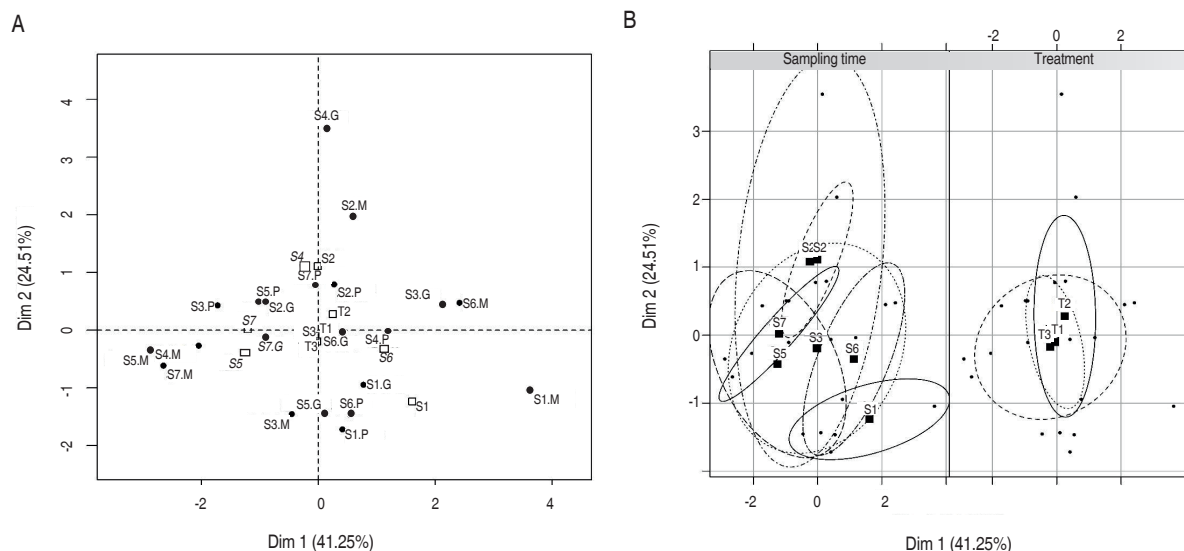 A
Dim 2 (24.51%)
4
3
2
1
0
-1
-2
S4.G
S2.M
S4
S2
S7.P
S5.P
S2.G
S2.P
S3.G
S6.M
S3.P
T2
S7
S3
T1
S4.P
S7.G
T3
S6.G
S6
S5
S5.M
S4.M
S7.M
S1.G
S1
S1.M
S5.G
S6.P
S3.M
S1.P
-2
0
2
4
Dim 1 (41.25%)
B
-2
0
2
Sampling time
Treatment
Dim 2 (24.51%)
3
2
1
0
-1
S2
S2
S7
S3
S5
S6
S1
T2
T1
T3
-2
0
2
Dim 1 (41.25%)